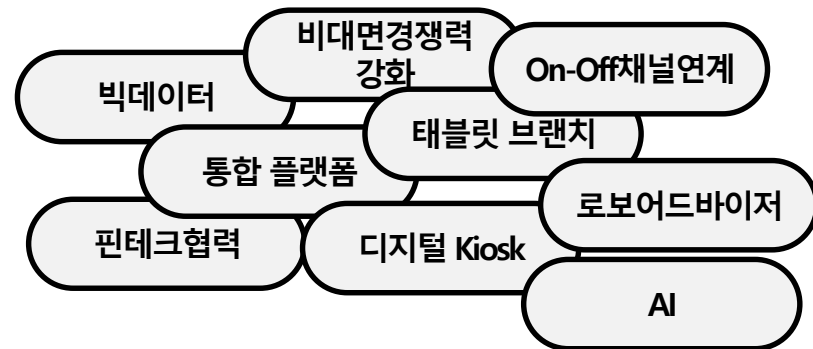 비대면경쟁력
강화
On-Off채널연계
빅데이터
태블릿 브랜치
통합 플랫폼
로보어드바이저
핀테크협력
디지털 Kiosk
AI